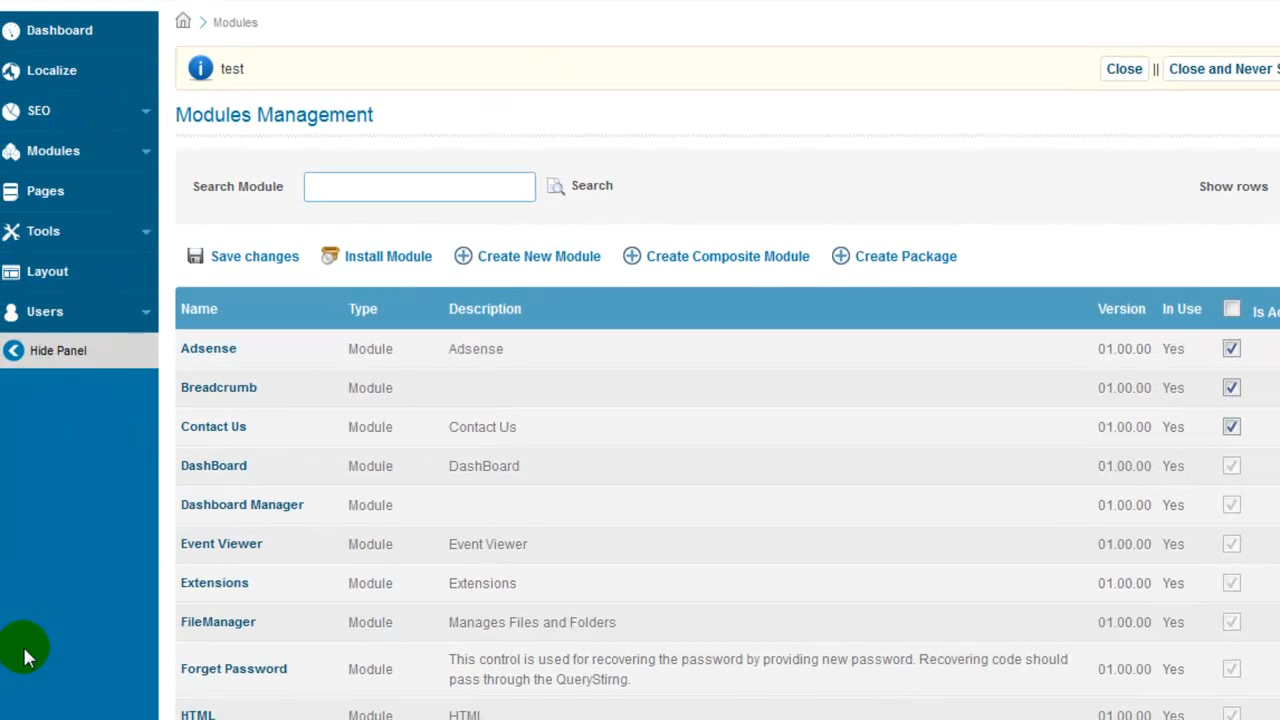 Dashboard
Localize
SEO
Modules
Pages
Tools
Layout
Users
Hide Panel
Modules
test
Close || Close and Never
Modules Management
Search Module Search Show rows
Save changes Install Module Create New Module Create Composite Module Create Package
Name Type Description Version In Use Is
Adsense Module Adsense 01.00.00 Yes
Breadcrumb Module 01.00.00 Yes
Contact Us Module Contact Us 01.00.00 Yes
DashBoard Module DashBoard 01.00.00 Yes
Dashboard Manager Module 01.00.00 Yes
Event Viewer Module Event Viewer 01.00.00 Yes
Extensions Module Extensions 01.00.00 Yes
FileManager Module Manages Files and Folders 01.00.00 Yes
Forget Password Module This control is used for recovering the password by providing new password. Recovering code should 01.00.00 Yes
pass through the QueryStirng.
HTML Module HTML 01.00.00 Yes